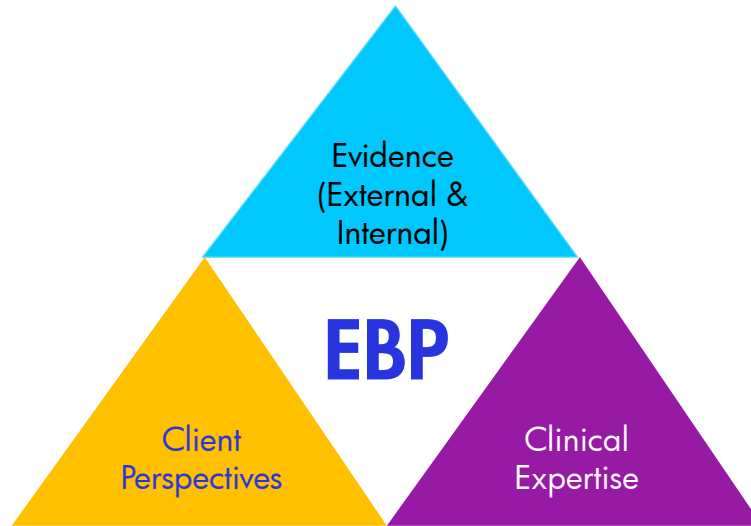 Evidence
(External &
Internal)
EBP
Client
Perspectives
Clinical
Expertise